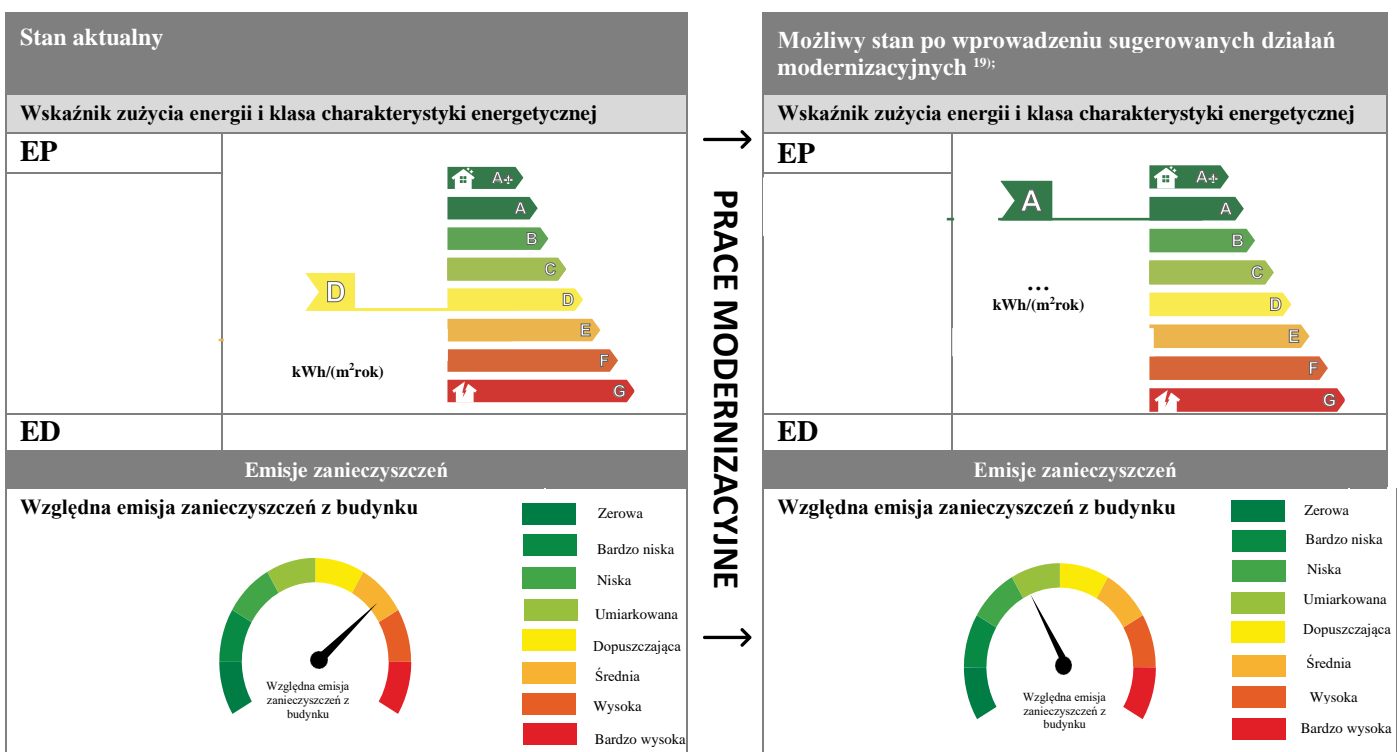 Stan aktualny
Wskaźnik zużycia energii i klasa charakterystyki energetycznej
EP
A+
A
B
C
D
D
E
F
G
kWh/(m²rok)
ED
Emisje zanieczyszczeń
Względna emisja zanieczyszczeń z budynku
Zerowa
Bardzo niska
Niska
Umiarkowana
Dopuszczająca
Średnia
Wysoka
Bardzo wysoka
Względna emisja
zanieczyszczeń z
budynku
PRACE MODERNIZACYJNE
Możliwy stan po wprowadzeniu sugerowanych działań
modernizacyjnych ¹⁹⁾;
Wskaźnik zużycia energii i klasa charakterystyki energetycznej
EP
A
A+
A
B
C
D
E
F
G
...
kWh/(m²rok)
ED
Emisje zanieczyszczeń
Względna emisja zanieczyszczeń z budynku
Zerowa
Bardzo niska
Niska
Umiarkowana
Dopuszczająca
Średnia
Wysoka
Bardzo wysoka
Względna emisja
zanieczyszczeń z
budynku